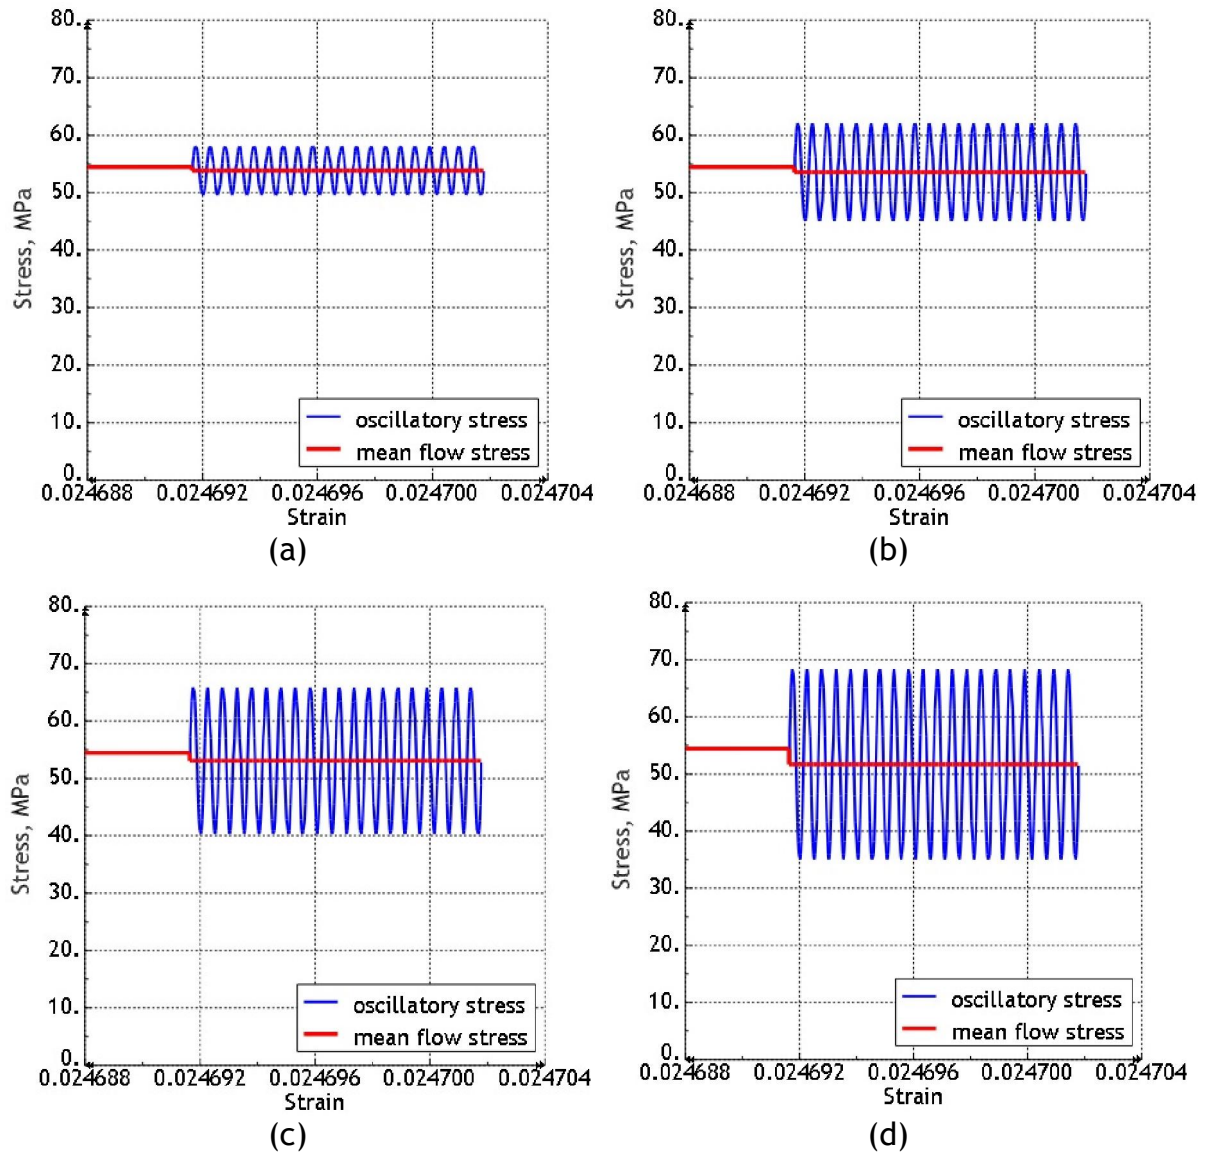 80.
70.
60.
50.
40.
30.
20.
10.
0.
Stress, MPa
0.024688 0.024692 0.024696 0.024700 0.024704
Strain
oscillatory stress
mean flow stress
(a)
80.
70.
60.
50.
40.
30.
20.
10.
0.
Stress, MPa
0.024688 0.024692 0.024696 0.024700 0.024704
Strain
oscillatory stress
mean flow stress
(b)
80.
70.
60.
50.
40.
30.
20.
10.
0.
Stress, MPa
0.024688 0.024692 0.024696 0.024700 0.024704
Strain
oscillatory stress
mean flow stress
(c)
80.
70.
60.
50.
40.
30.
20.
10.
0.
Stress, MPa
0.024688 0.024692 0.024696 0.024700 0.024704
Strain
oscillatory stress
mean flow stress
(d)